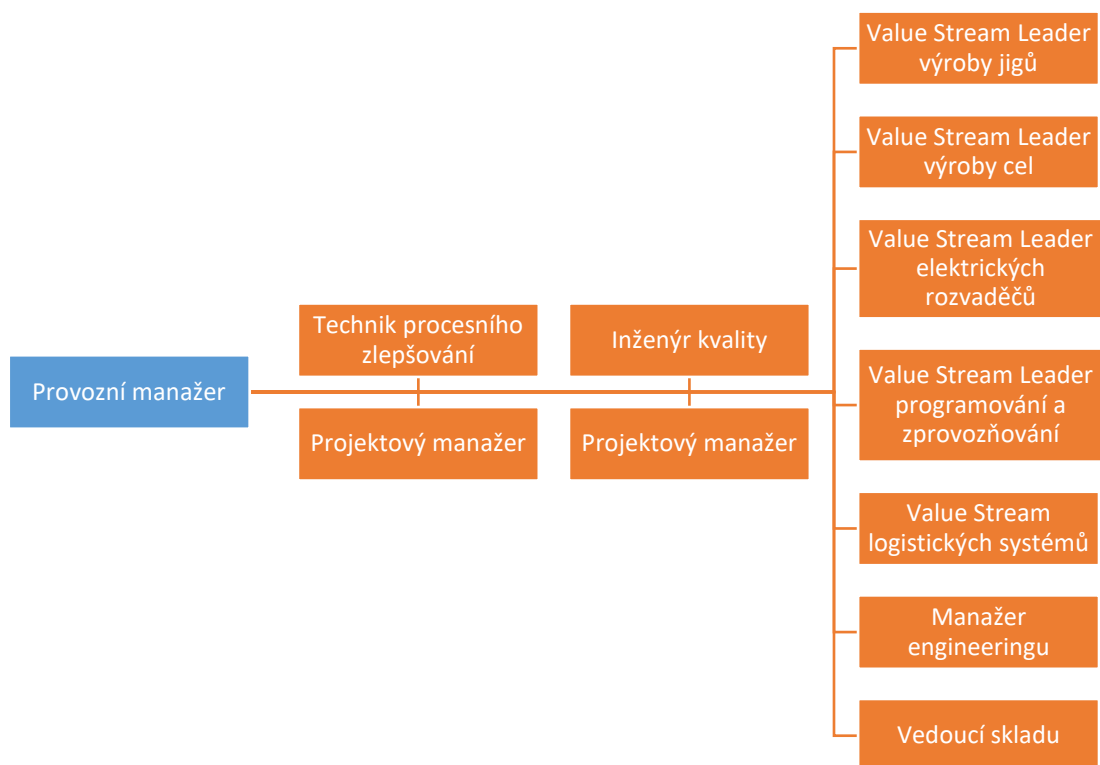 Provozní manažer
Technik procesního
zlepšování
Projektový manažer
Inženýr kvality
Projektový manažer
Value Stream Leader
výroby jigů
Value Stream Leader
výroby cel
Value Stream Leader
elektrických
rozvaděčů
Value Stream Leader
programování a
zprovozňování
Value Stream
logistických systémů
Manažer
engineeringu
Vedoucí skladu